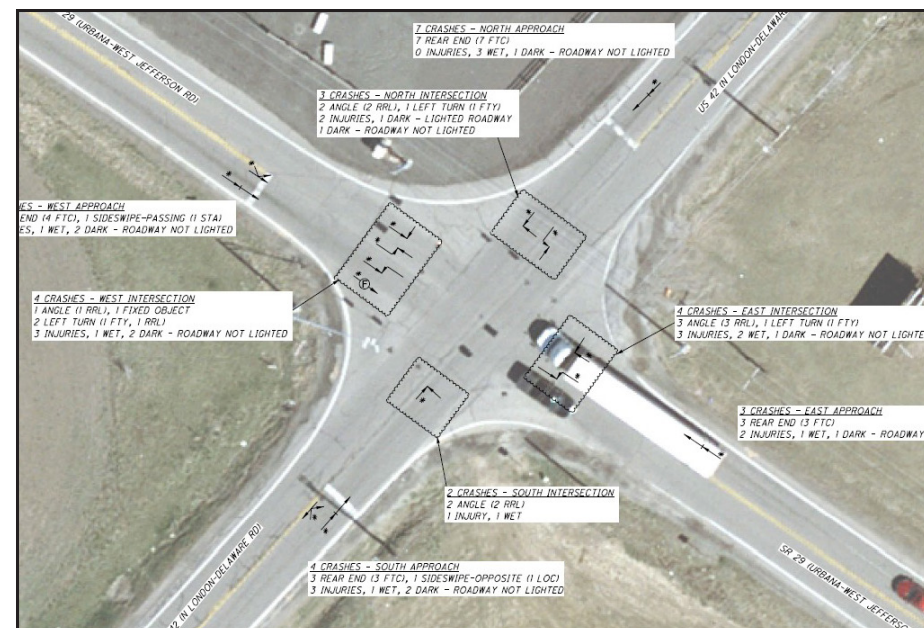 29 (URBANA-WEST JEFFERSON RD)
7 CRASHES - NORTH APPROACH
7 REAR END (7 FTC)
0 INJURIES, 3 WET, 1 DARK - ROADWAY NOT LIGHTED
US 42 (N LONDON-DELAWARE
3 CRASHES - NORTH INTERSECTION
2 ANGLE (2 RRL), 1 LEFT TURN (1 FTY)
2 INJURIES, 1 DARK - LIGHTED ROADWAY
1 DARK - ROADWAY NOT LIGHTED
HES - WEST APPROACH
END (4 FTC), 1 SIDESWIPE-PASSING (1 STA)
ES, 1 WET, 2 DARK - ROADWAY NOT LIGHTED
4 CRASHES - WEST INTERSECTION
1 ANGLE (1 RRL), 1 FIXED OBJECT
2 LEFT TURN (1 FTY, 1 RRL)
3 INJURIES, 1 WET, 2 DARK - ROADWAY NOT LIGHTED
F
4 CRASHES - EAST INTERSECTION
3 ANGLE (3 RRL), 1 LEFT TURN (1 FTY)
3 INJURIES, 2 WET, 1 DARK - ROADWAY NOT LIGHTE
3 CRASHES - EAST APPROACH
3 REAR END (3 FTC)
2 INJURIES, 1 WET, 1 DARK - ROADWAY
2 CRASHES - SOUTH INTERSECTION
2 ANGLE (2 RRL)
1 INJURY, 1 WET
4 CRASHES - SOUTH APPROACH
3 REAR END (3 FTC), 1 SIDESWIPE-OPPOSITE (1 LOC)
3 INJURIES, 1 WET, 2 DARK - ROADWAY NOT LIGHTED
42 (N LONDON-DELAWARE RD)
SR 29 (URBANA-WEST JEFFERS